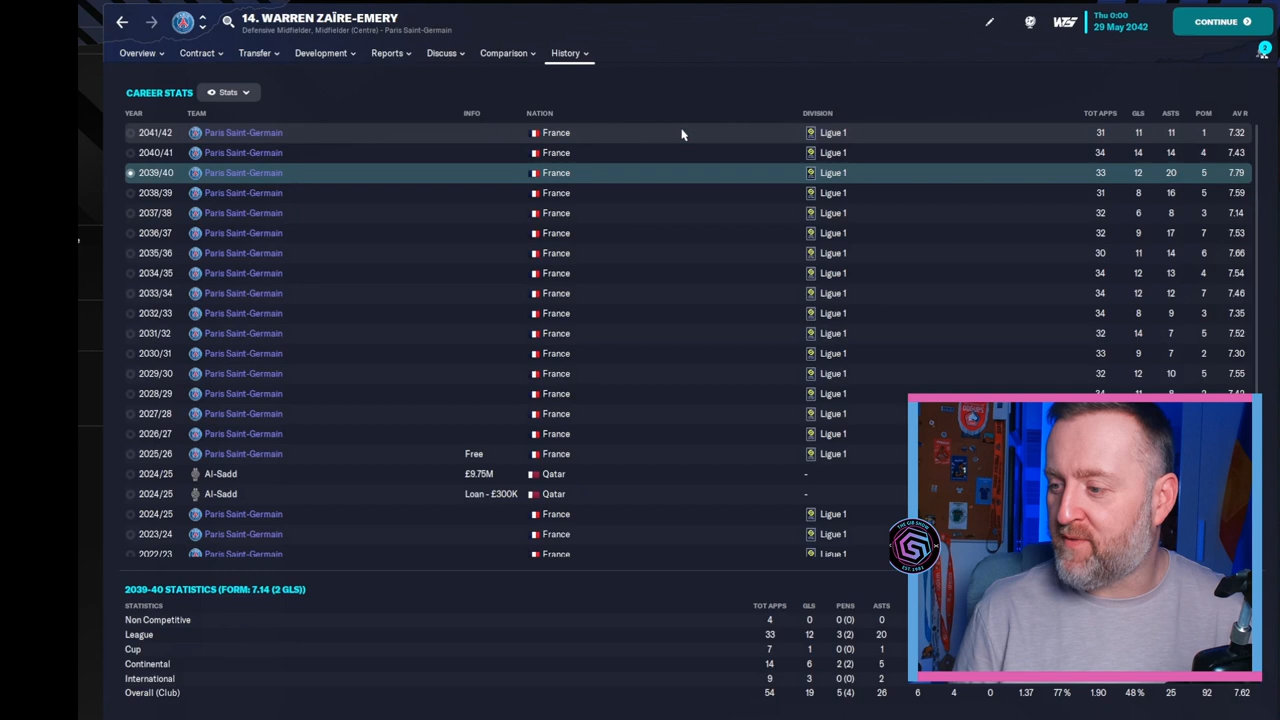 14. WARREN ZAÏRE-EMERY
Defensive Midfielder, Midfielder (Centre) - Paris Saint-Germain
Thu 0:00
29 May 2042
CONTINUE
2
Overview Contract Transfer Development Reports Discuss Comparison History
CAREER STATS Stats
YEAR TEAM INFO NATION DIVISION TOT APPS GLS ASTS POM AV R
2041/42 Paris Saint-Germain France Ligue 1 31 11 11 1 7.32
2040/41 Paris Saint-Germain France Ligue 1 34 14 14 4 7.43
2039/40 Paris Saint-Germain France Ligue 1 33 12 20 5 7.79
2038/39 Paris Saint-Germain France Ligue 1 31 8 16 5 7.59
2037/38 Paris Saint-Germain France Ligue 1 32 6 8 3 7.14
2036/37 Paris Saint-Germain France Ligue 1 32 9 17 7 7.53
2035/36 Paris Saint-Germain France Ligue 1 30 11 14 6 7.66
2034/35 Paris Saint-Germain France Ligue 1 34 12 13 4 7.54
2033/34 Paris Saint-Germain France Ligue 1 34 12 12 7 7.46
2032/33 Paris Saint-Germain France Ligue 1 34 8 9 3 7.35
2031/32 Paris Saint-Germain France Ligue 1 32 14 7 5 7.52
2030/31 Paris Saint-Germain France Ligue 1 33 9 7 2 7.30
2029/30 Paris Saint-Germain France Ligue 1 32 12 10 5 7.55
2028/29 Paris Saint-Germain France Ligue 1
2027/28 Paris Saint-Germain France Ligue 1
2026/27 Paris Saint-Germain France Ligue 1
2025/26 Paris Saint-Germain Free France Ligue 1
2024/25 Al-Sadd £9.75M Qatar -
2024/25 Al-Sadd Loan - £300K Qatar -
2024/25 Paris Saint-Germain France Ligue 1
2023/24 Paris Saint-Germain France Ligue 1
2022/23 Paris Saint-Germain France Ligue 1
THE GIB SHOW
EST. 1981
2039-40 STATISTICS (FORM: 7.14 (2 GLS))
STATISTICS TOT APPS GLS PENS ASTS
Non Competitive 4 0 0 (0) 0
League 33 12 3 (2) 20
Cup 7 1 0 (0) 1
Continental 14 6 2 (2) 5
International 9 3 0 (0) 2
Overall (Club) 54 19 5 (4) 26 6 4 0 1.37 77 % 1.90 48 % 25 92 7.62